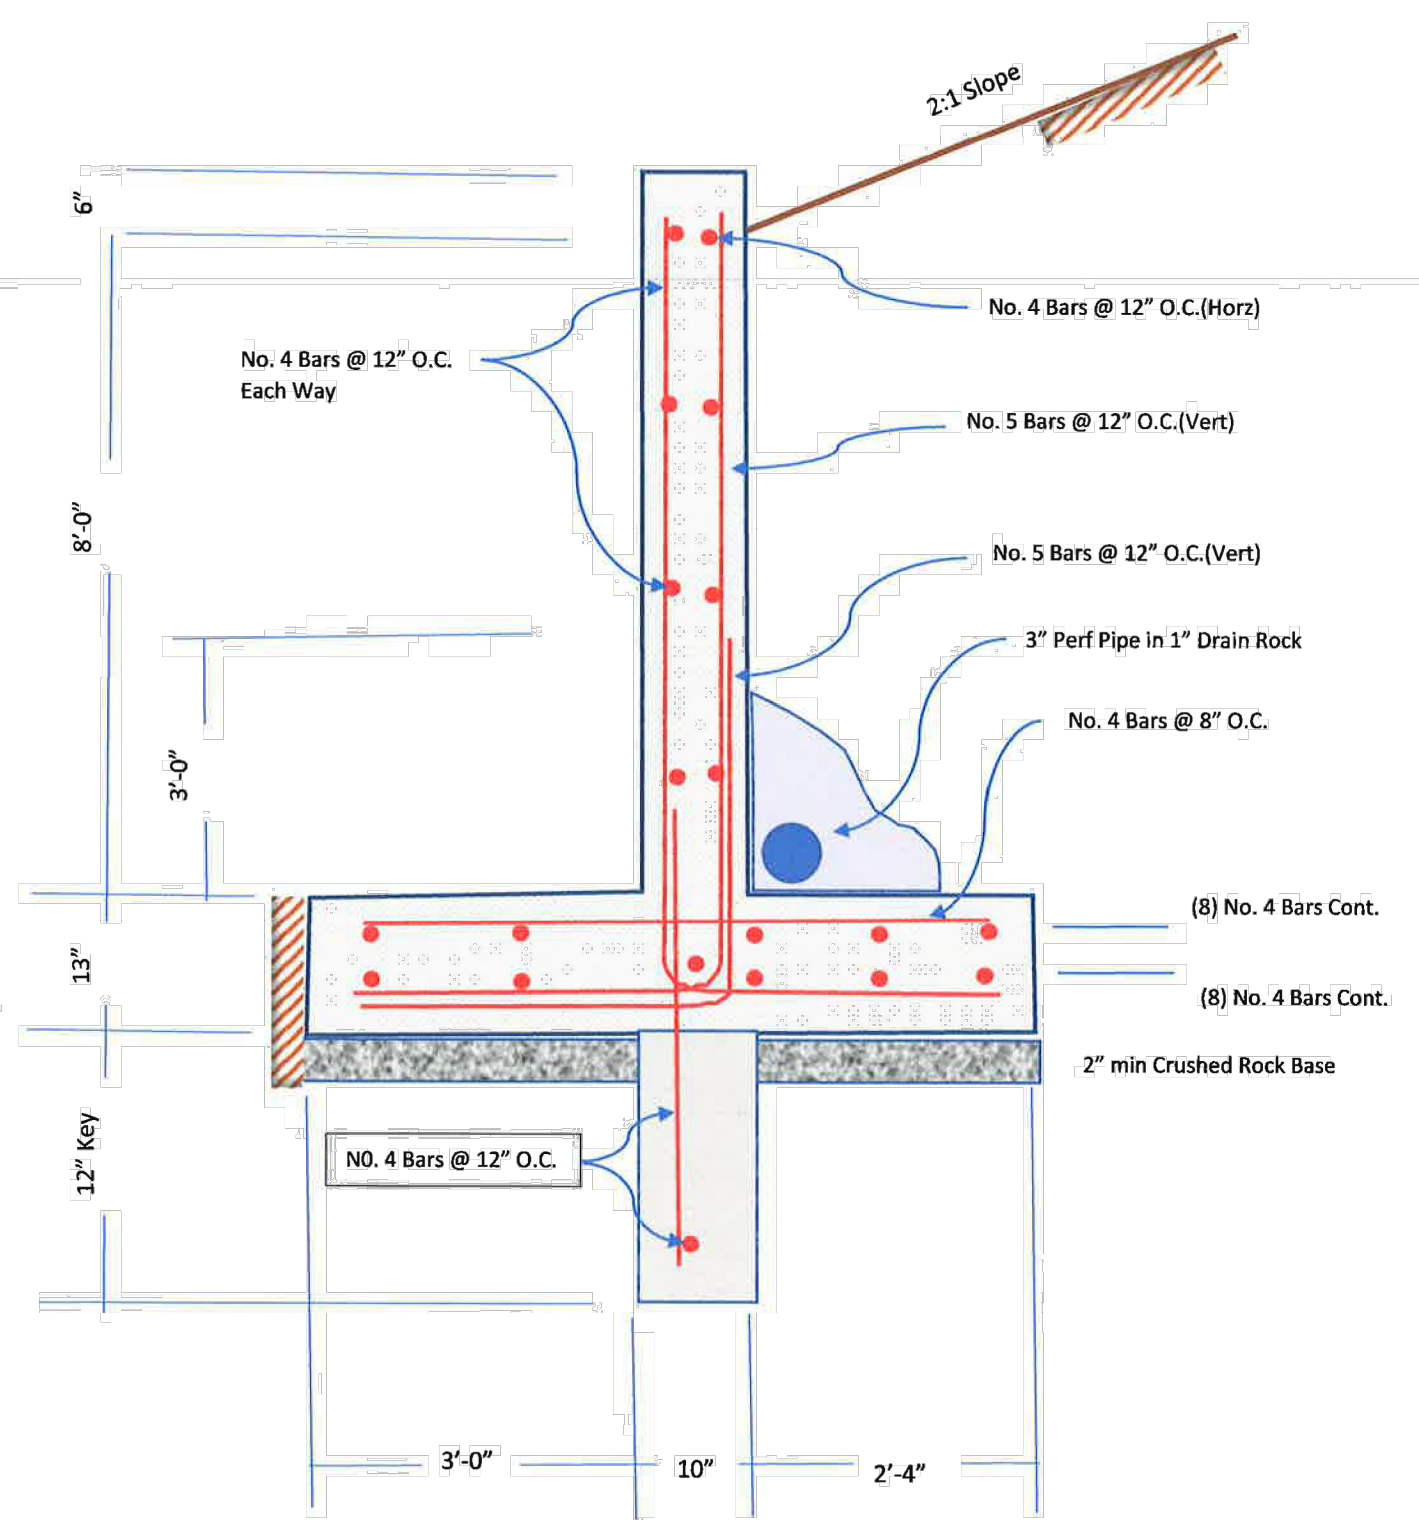 2:1 Slope
6”
No. 4 Bars @ 12” O.C.(Horz)
No. 4 Bars @ 12” O.C.
Each Way
No. 5 Bars @ 12” O.C.(Vert)
8’-0”
No. 5 Bars @ 12” O.C.(Vert)
3” Perf Pipe in 1” Drain Rock
No. 4 Bars @ 8” O.C.
3’-0”
(8) No. 4 Bars Cont.
13”
(8) No. 4 Bars Cont.
2” min Crushed Rock Base
12” Key
N0. 4 Bars @ 12” O.C.
3’-0”
10”
2’-4”